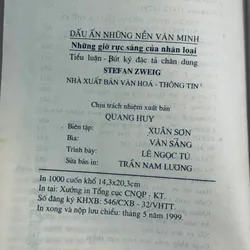 DẤU ẤN NHỮNG NỀN VĂN MINH
Những giờ rực sáng của nhân loại
Tiểu luận - Bút ký đặc tả chân dung
STEFAN ZWEIG
NHÀ XUẤT BẢN VĂN HOÁ - THÔNG TIN
Chịu trách nhiệm xuất bản
QUANG HUY
Biên tập: XUÂN SƠN
Bìa: VĂN SÁNG
Trình bày: LÊ NGỌC TÚ
Sửa bản in: TRẦN NAM LƯƠNG
In 1000 cuốn khổ 14,3x20,3cm
In tại: Xưởng in Tổng cục CNQP - KT.
Số đăng ký KHXB: 546/CXB - 32/VHTT.
In xong và nộp lưu chiểu: tháng 5 năm 1999.